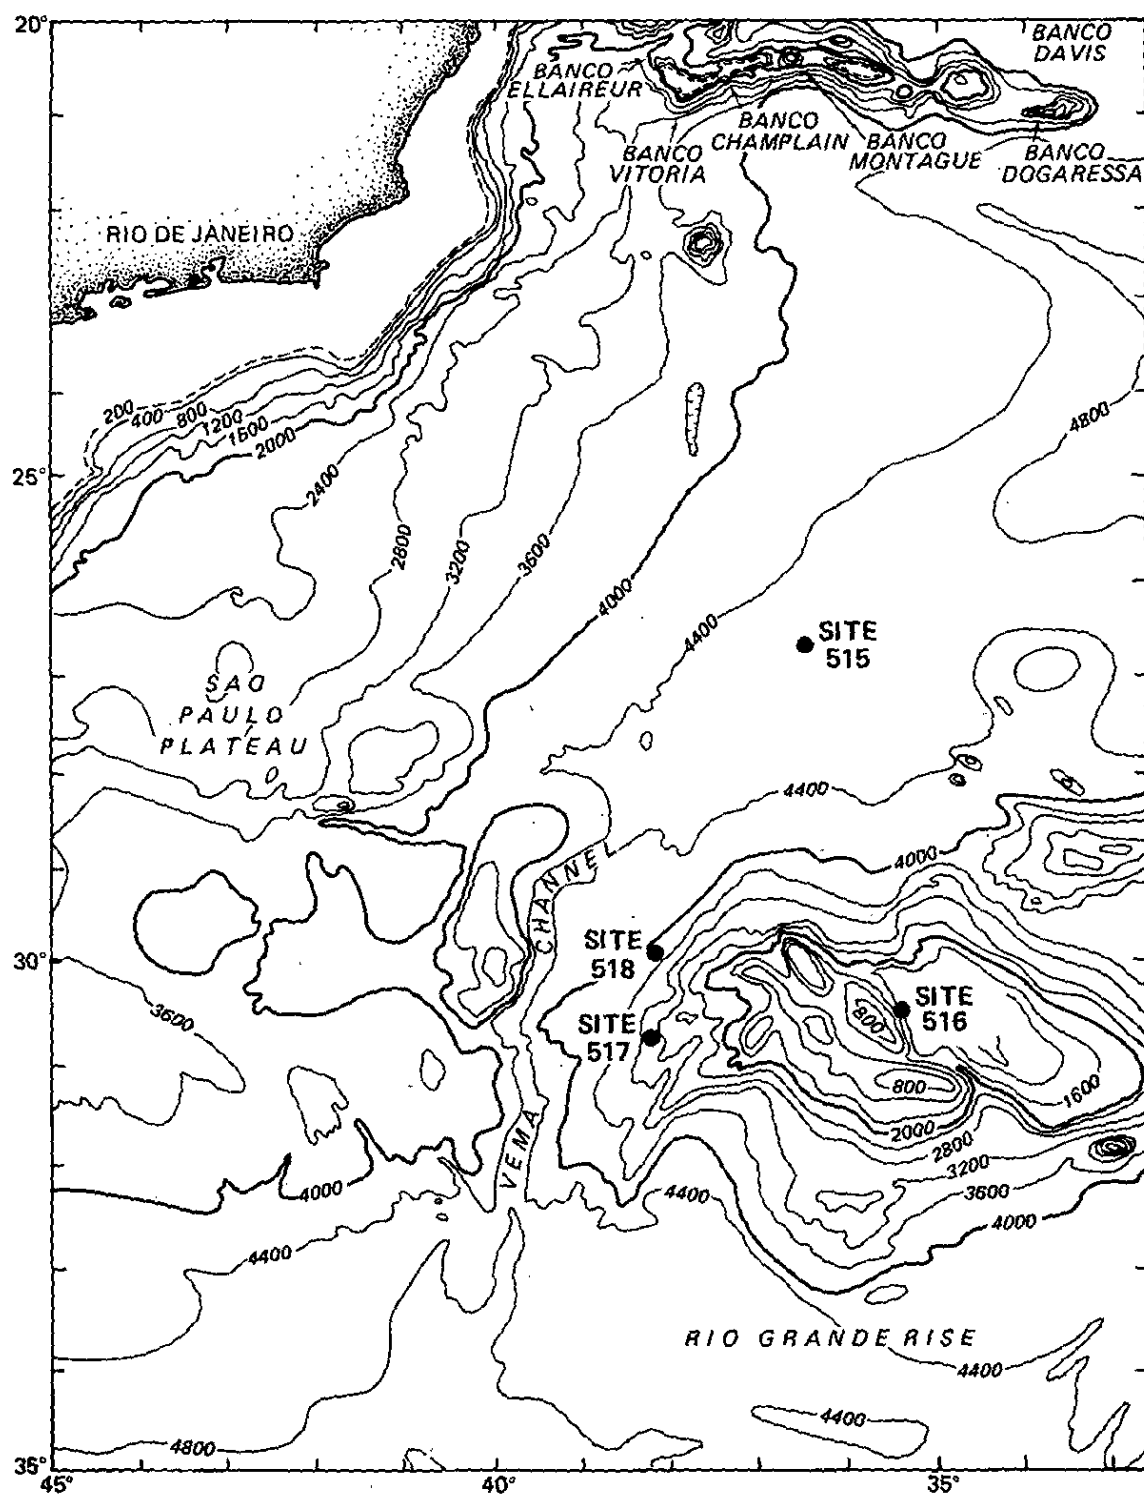 20°
BANCO
DAVIS
BANCO
ELLAIREUR
BANCO
CHAMPLAIN
BANCO
MONTAGUE
BANCO
DOGARESSA
BANCO
VITORIA
RIO DE JANEIRO
200
400
800
1200
1600
2000
4800
25°
2400
2800
3200
3600
4000
4400
SITE
515
SAO
PAULO
PLATEAU
4400
4000
CHANNEL
SITE
518
30°
SITE
516
800
3600
SITE
517
800
1600
2000
2800
VEMA
3200
4000
4400
3600
4000
4400
RIO GRANDE RISE
4400
4400
4800
35°
45°
40°
35°